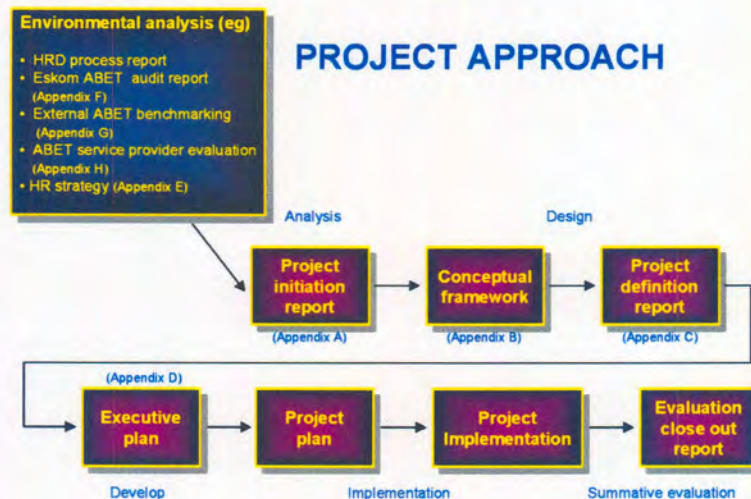 Environmental analysis (eg)
• HRD process report
• Eskom ABET audit report
(Appendix F)
• External ABET benchmarking
(Appendix G)
• ABET service provider evaluation
(Appendix H)
• HR strategy (Appendix E)
PROJECT APPROACH
Analysis
Design
Project
initiation
report
(Appendix A)
Conceptual
framework
(Appendix B)
Project
definition
report
(Appendix C)
(Appendix D)
Executive
plan
Project
plan
Project
Implementation
Evaluation
close out
report
Develop
Implementation
Summative evaluation